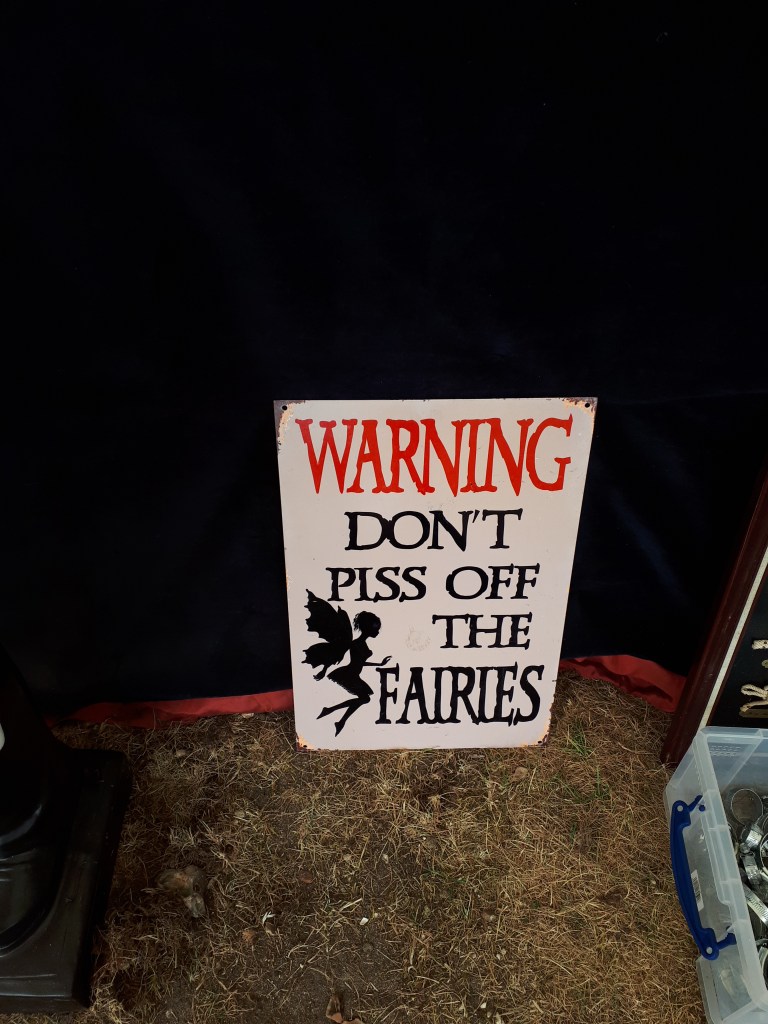 WARNING
DON'T
PISS OFF
THE
FAIRIES